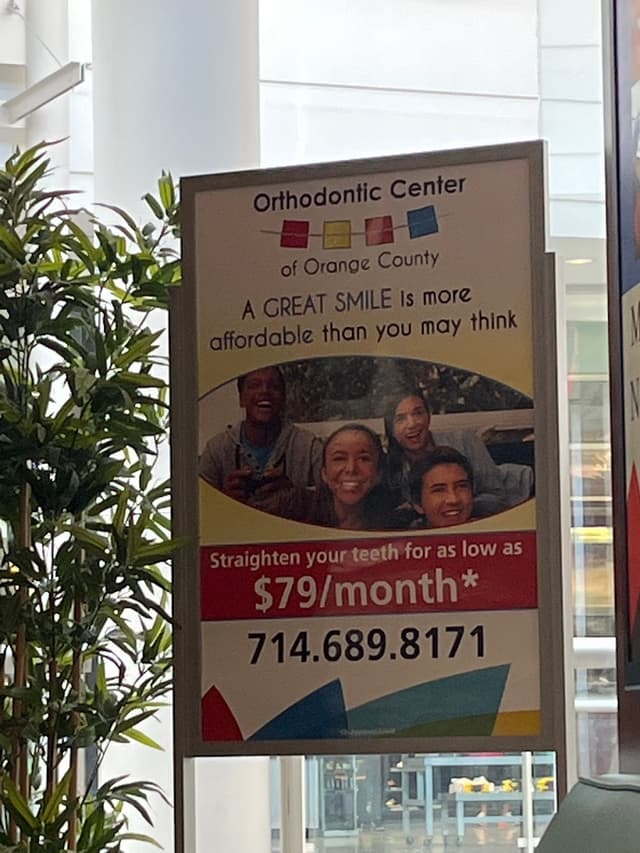 Orthodontic Center
of Orange County
A GREAT SMILE is more
affordable than you may think
Straighten your teeth for as low as
$79/month*
714.689.8171